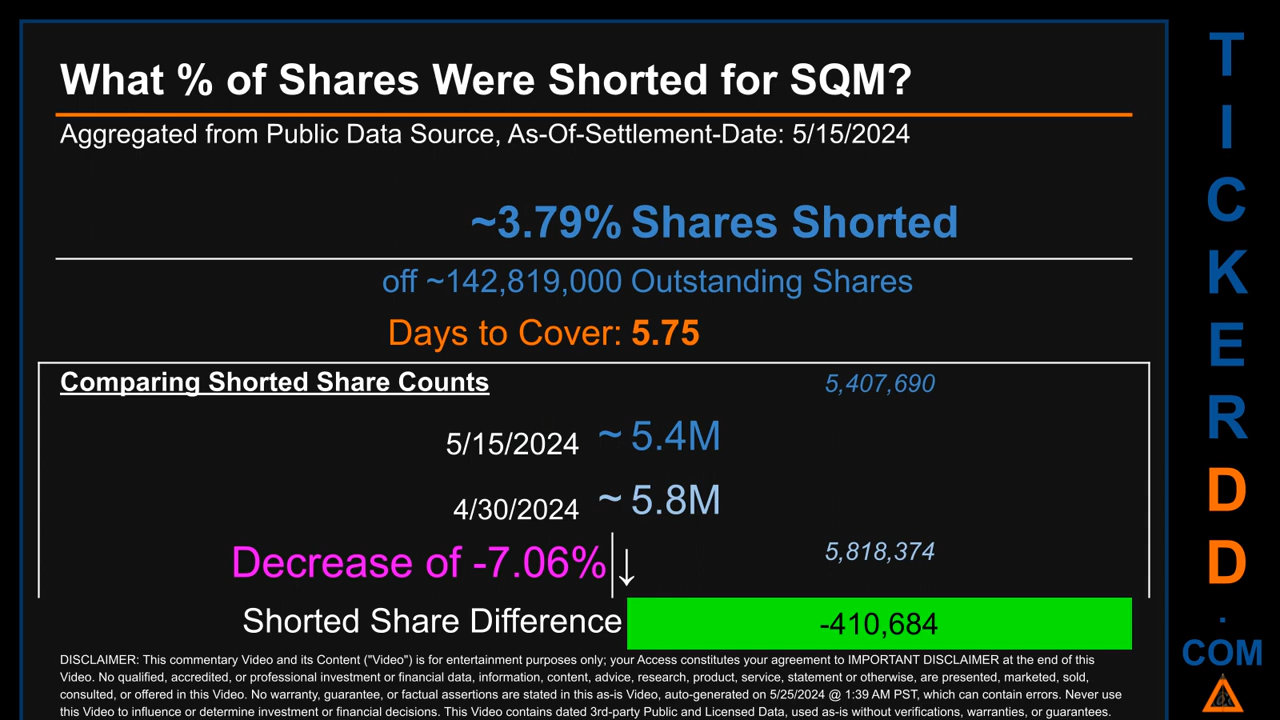 What % of Shares Were Shorted for SQM?
Aggregated from Public Data Source, As-Of-Settlement-Date: 5/15/2024
~3.79% Shares Shorted
off ~142,819,000 Outstanding Shares
Days to Cover: 5.75
Comparing Shorted Share Counts
5,407,690
5/15/2024 ~ 5.4M
4/30/2024 ~ 5.8M
Decrease of -7.06% ↓
5,818,374
Shorted Share Difference -410,684
DISCLAIMER: This commentary Video and its Content ("Video") is for entertainment purposes only; your Access constitutes your agreement to IMPORTANT DISCLAIMER at the end of this
Video. No qualified, accredited, or professional investment or financial data, information, content, advice, research, product, service, statement or otherwise, are presented, marketed, sold,
consulted, or offered in this Video. No warranty, guarantee, or factual assertions are stated in this as-is Video, auto-generated on 5/25/2024 @ 1:39 AM PST, which can contain errors. Never use
this Video to influence or determine investment or financial decisions. This Video contains dated 3rd-party Public and Licensed Data, used as-is without verifications, warranties, or guarantees.
T
I
C
K
E
R
D
D
.
COM